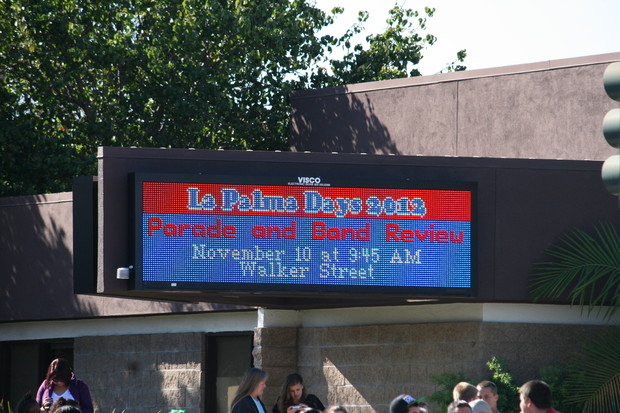 VISCO
La Palma Days 2012
Parade and Band Review
November 10 at 9:45 AM
Walker Street